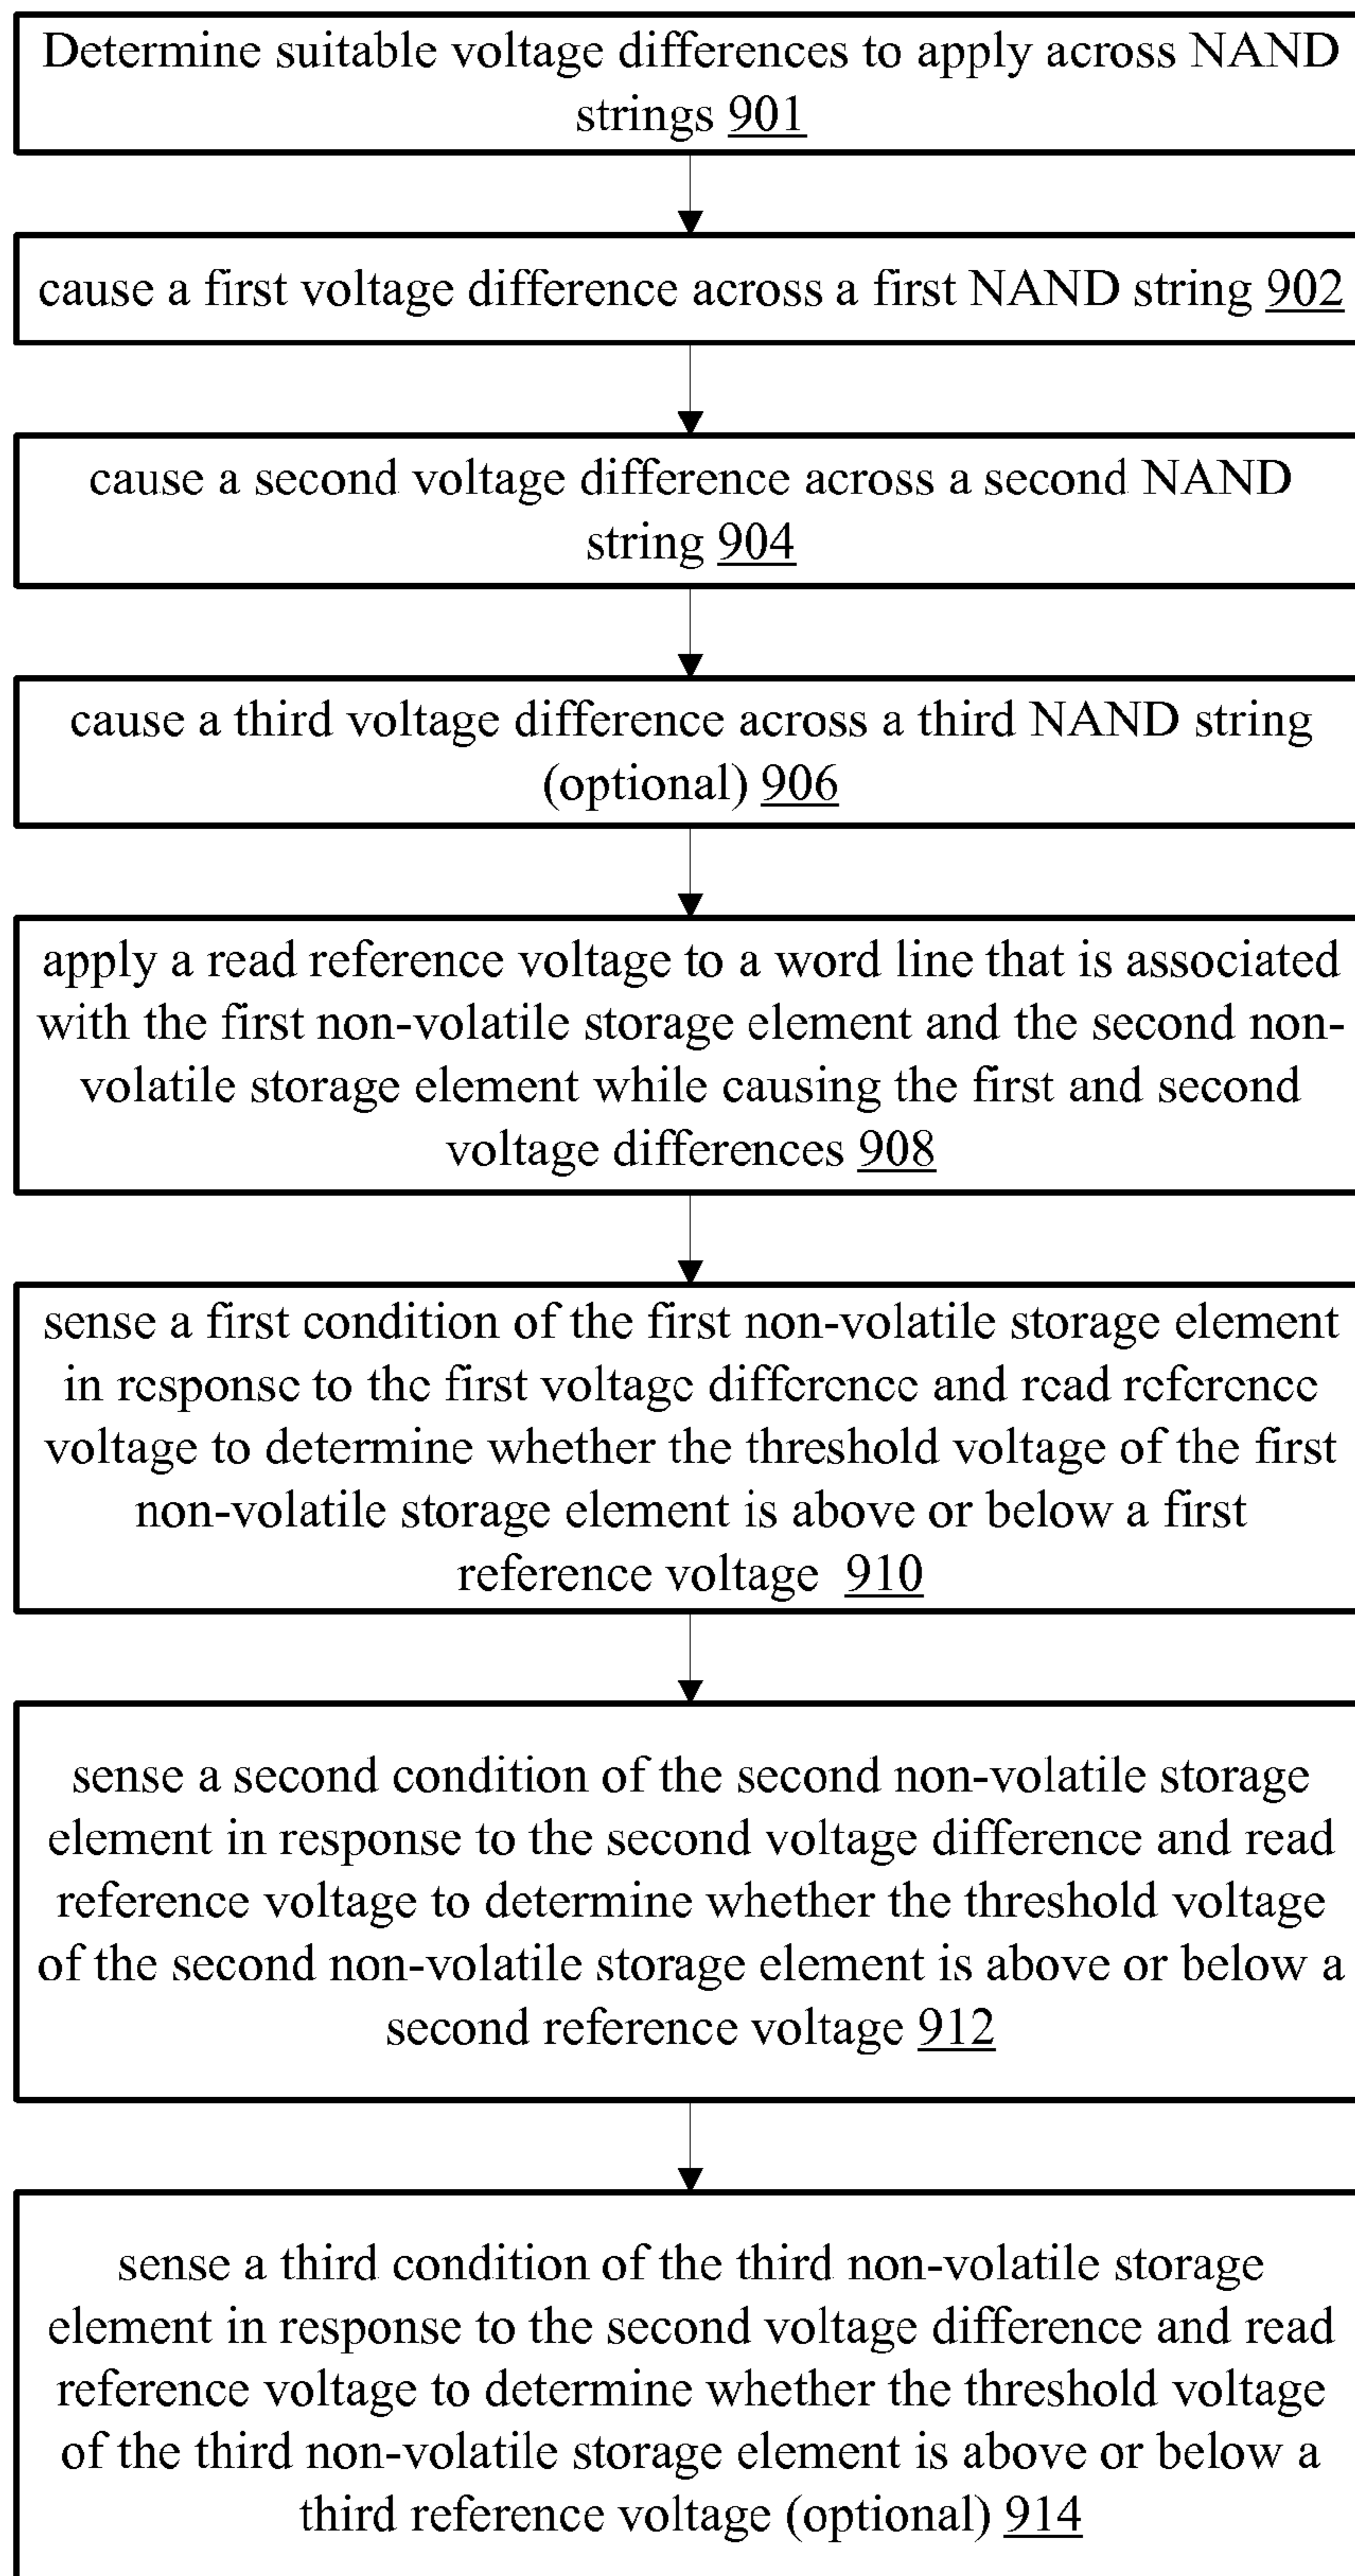 Determine suitable voltage differences to apply across NAND
strings 901
cause a first voltage difference across a first NAND string 902
cause a second voltage difference across a second NAND
string 904
cause a third voltage difference across a third NAND string
(optional) 906
apply a read reference voltage to a word line that is associated
with the first non-volatile storage element and the second non-
volatile storage element while causing the first and second
voltage differences 908
sense a first condition of the first non-volatile storage element
in response to the first voltage difference and read reference
voltage to determine whether the threshold voltage of the first
non-volatile storage element is above or below a first
reference voltage 910
sense a second condition of the second non-volatile storage
element in response to the second voltage difference and read
reference voltage to determine whether the threshold voltage
of the second non-volatile storage element is above or below a
second reference voltage 912
sense a third condition of the third non-volatile storage
element in response to the second voltage difference and read
reference voltage to determine whether the threshold voltage
of the third non-volatile storage element is above or below a
third reference voltage (optional) 914